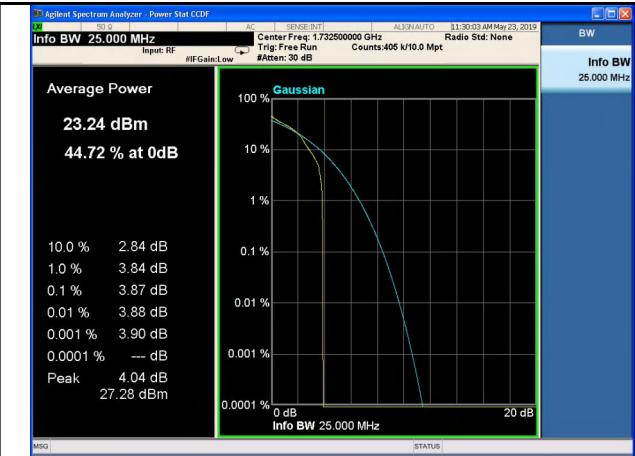 Agilent Spectrum Analyzer - Power Stat CCDF
50 Ω AC SENSE:INT ALIGN AUTO 11:30:03 AM May 23, 2019
Info BW 25.000 MHz
Center Freq: 1.732500000 GHz Radio Std: None
Input: RF Trig: Free Run Counts:405 k/10.0 Mpt
#IFGain:Low #Atten: 30 dB
BW
Info BW
25.000 MHz
Average Power
23.24 dBm
44.72 % at 0dB
10.0 % 2.84 dB
1.0 % 3.84 dB
0.1 % 3.87 dB
0.01 % 3.88 dB
0.001 % 3.90 dB
0.0001 % --- dB
Peak 4.04 dB
27.28 dBm
100 % Gaussian
10 %
1 %
0.1 %
0.01 %
0.001 %
0.0001 %
0 dB 20 dB
Info BW 25.000 MHz
MSG STATUS